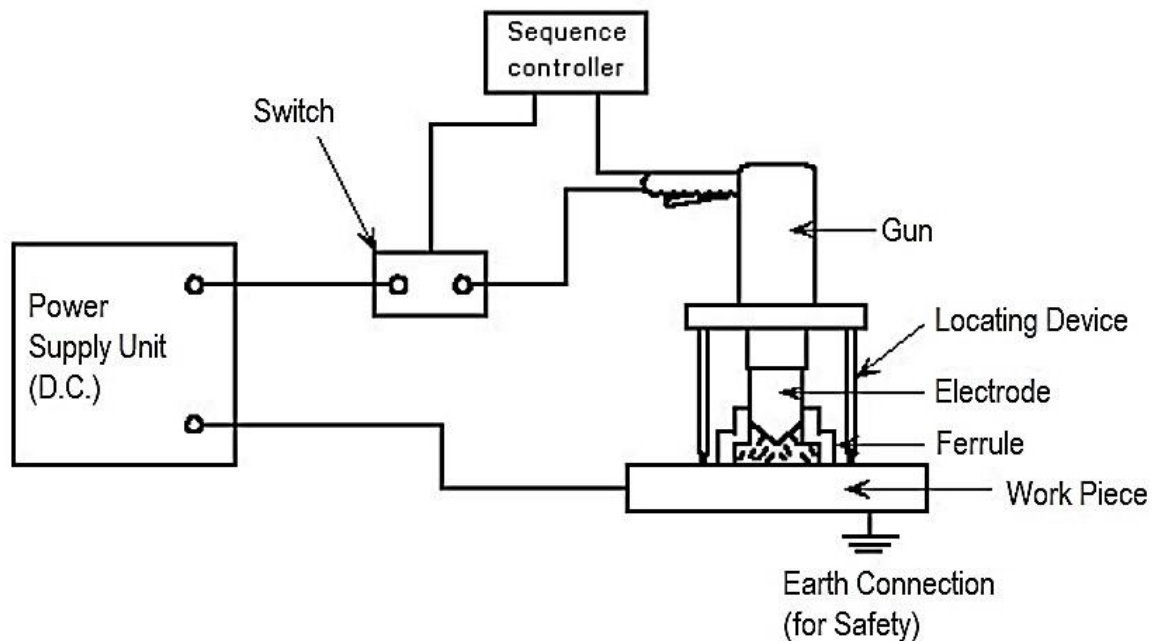 Sequence
controller
Switch
Gun
Power
Supply Unit
(D.C.)
Locating Device
Electrode
Ferrule
Work Piece
Earth Connection
(for Safety)